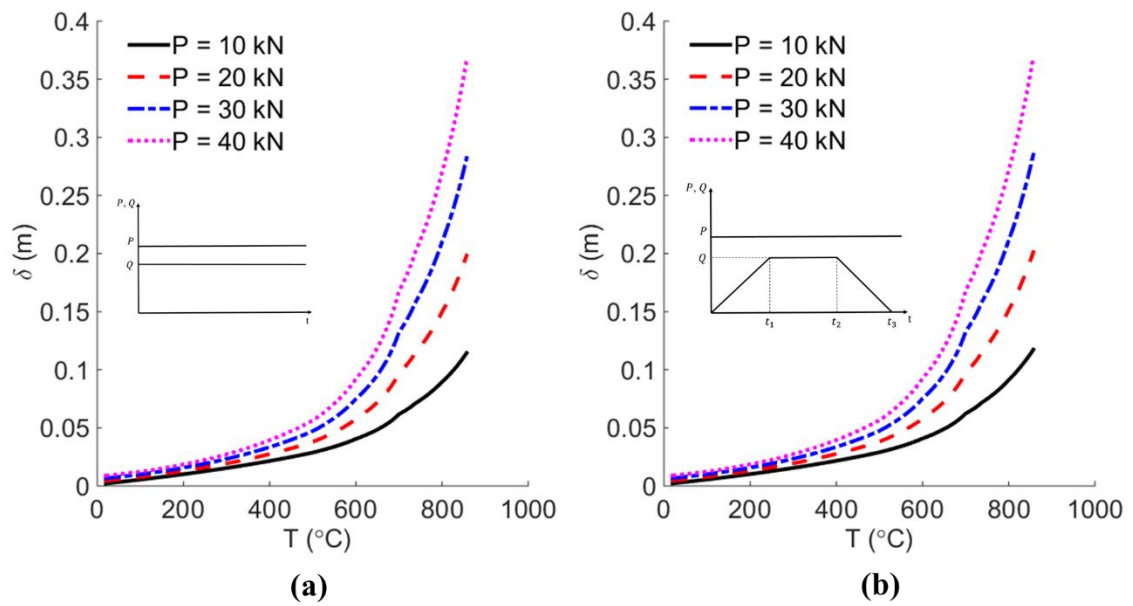 0.4
0.35
0.3
0.25
0.2
0.15
0.1
0.05
0
δ (m)
P = 10 kN
P = 20 kN
P = 30 kN
P = 40 kN
P, Q
P
Q
t
0 200 400 600 800 1000
T (°C)
(a)
0.4
0.35
0.3
0.25
0.2
0.15
0.1
0.05
0
δ (m)
P = 10 kN
P = 20 kN
P = 30 kN
P = 40 kN
P, Q
P
Q
t₁ t₂ t₃ t
0 200 400 600 800 1000
T (°C)
(b)